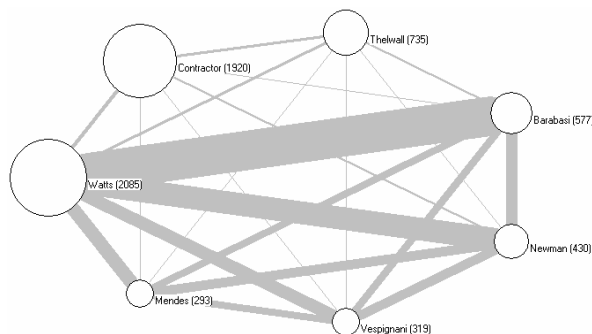 Thelwall (735)
Contractor (1920)
Barabasi (577)
Watts (2085)
Newman (430)
Mendes (293)
Vespignani (319)